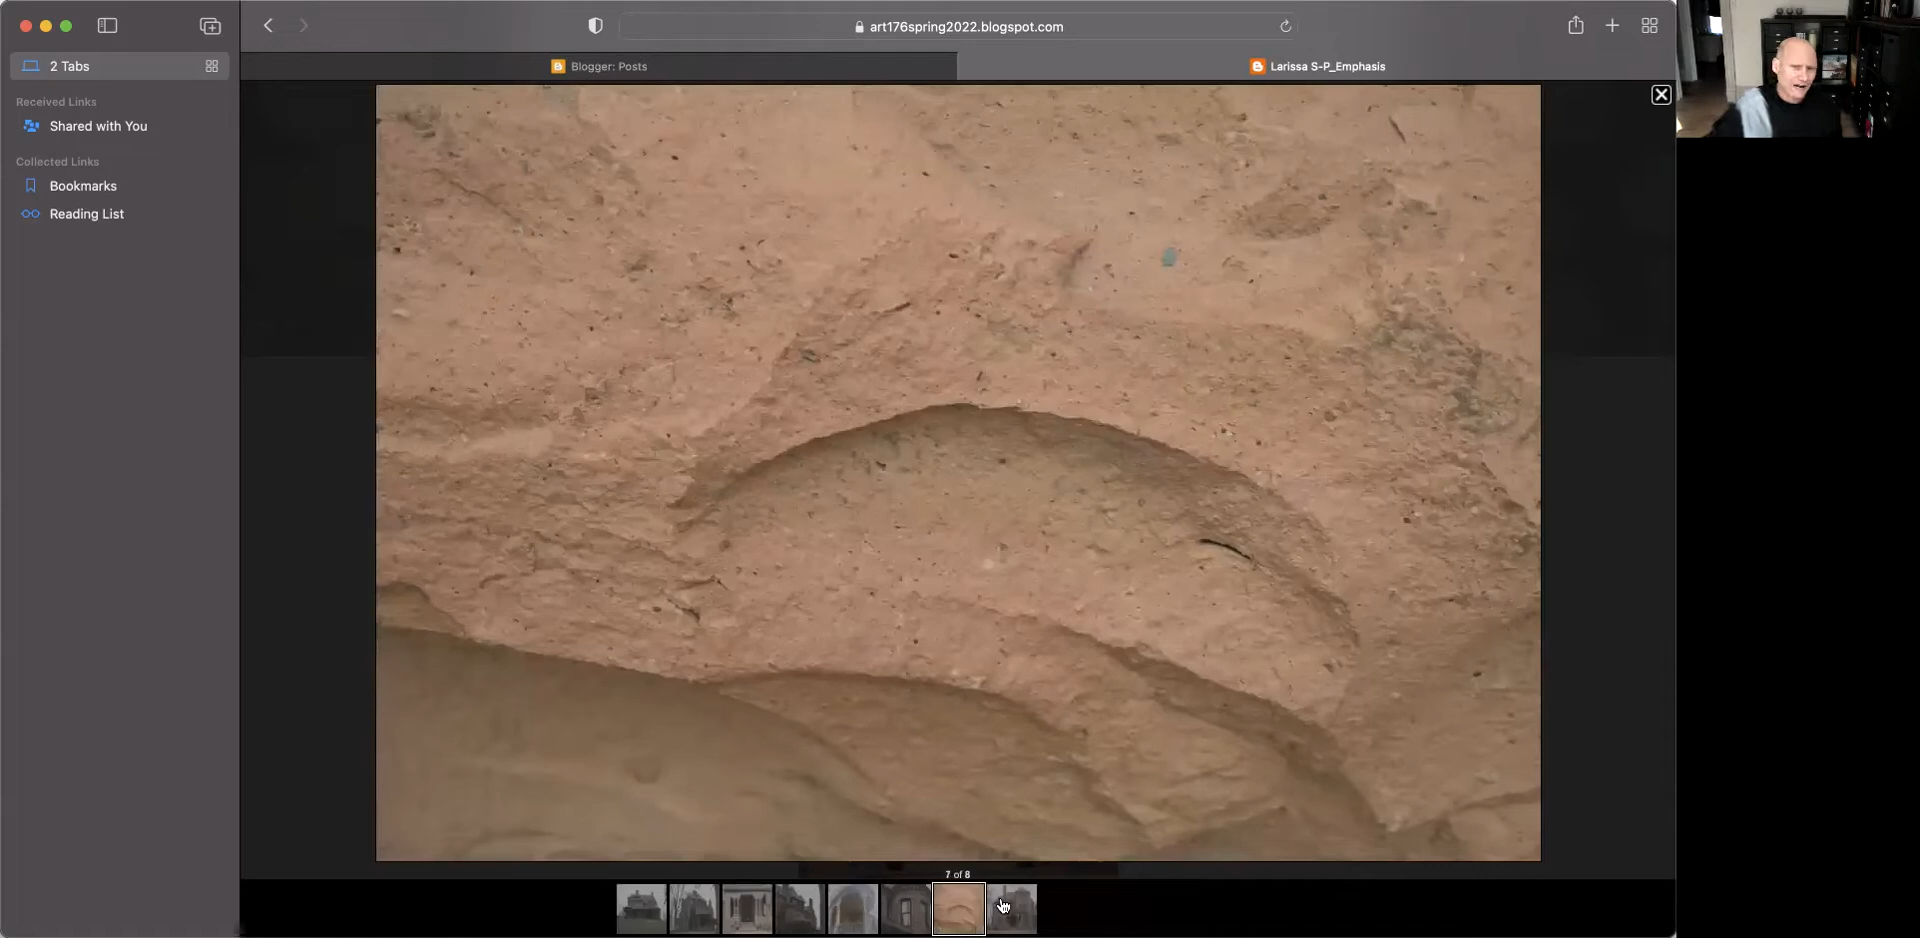 art176spring2022.blogspot.com
2 Tabs
Blogger: Posts
Larissa S-P_Emphasis
Received Links
Shared with You
Collected Links
Bookmarks
Reading List
7 of 8